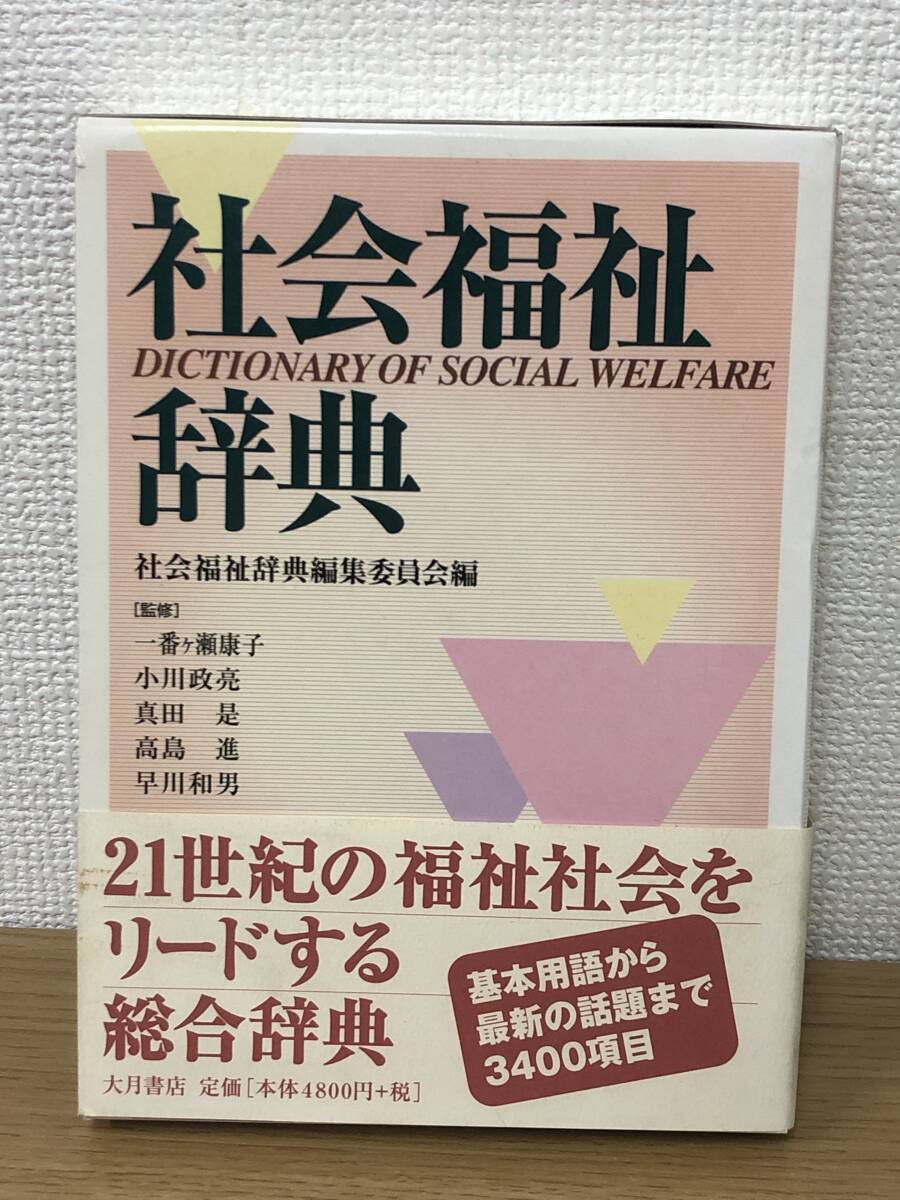 社会福祉
DICTIONARY OF SOCIAL WELFARE
辞典
社会福祉辞典編集委員会編
[監修]
一番ヶ瀬康子
小川政亮
真田 是
高島 進
早川和男
21世紀の福祉社会を
リードする
総合辞典
基本用語から
最新の話題まで
3400項目
大月書店 定価[本体4800円+税]